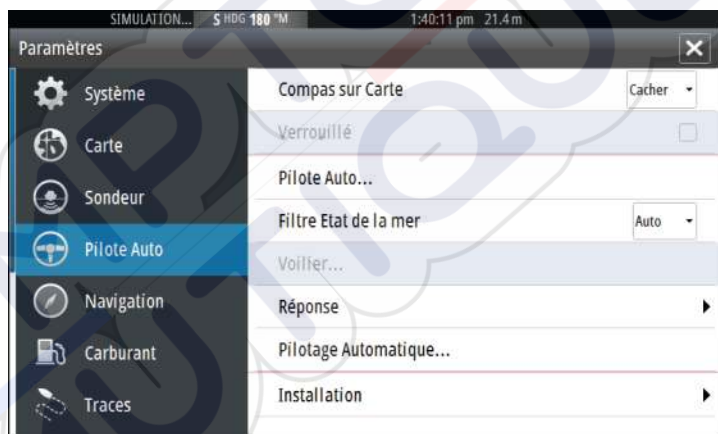 SIMULATION... S HDG 180 °M 1:40:11 pm 21.4 m
Paramètres
Système
Carte
Sondeur
Pilote Auto
Navigation
Carburant
Traces
Compas sur Carte Cacher
Verrouillé
Pilote Auto...
Filtre Etat de la mer Auto
Voilier...
Réponse
Pilotage Automatique...
Installation